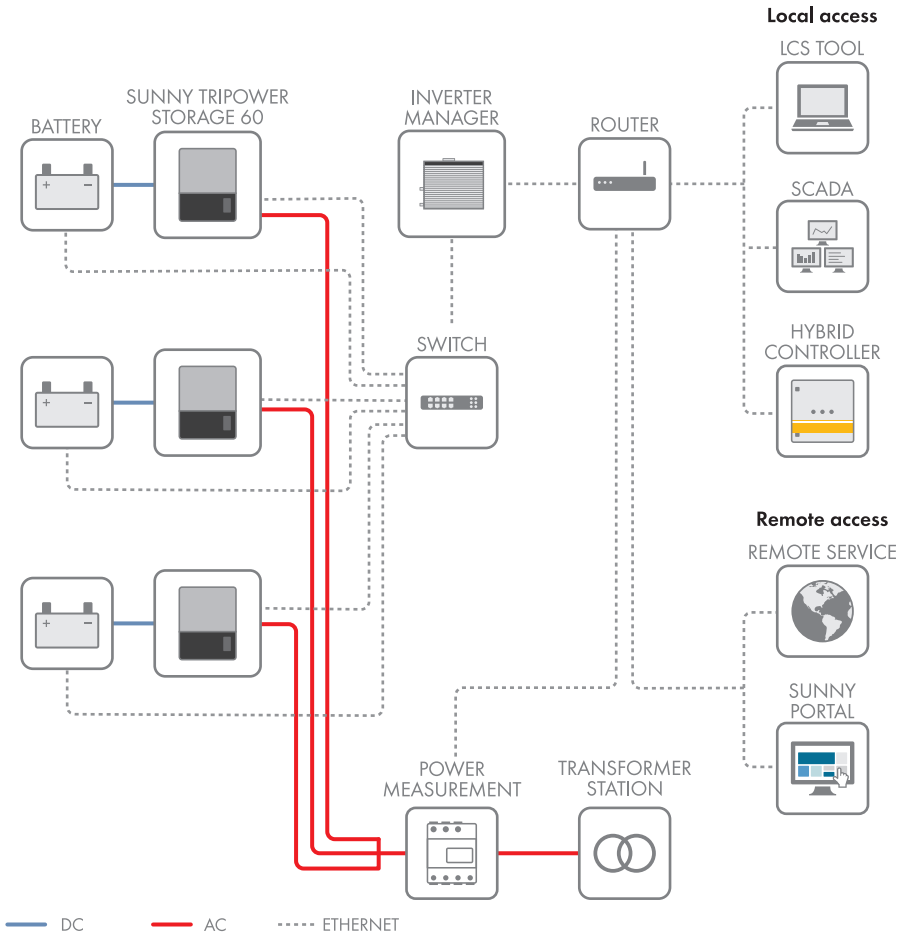 Local access
LCS TOOL
SUNNY TRIPOWER
STORAGE 60
INVERTER
MANAGER
BATTERY
ROUTER
SCADA
HYBRID
CONTROLLER
SWITCH
Remote access
REMOTE SERVICE
SUNNY
PORTAL
POWER
MEASUREMENT
TRANSFORMER
STATION
DC
AC
ETHERNET